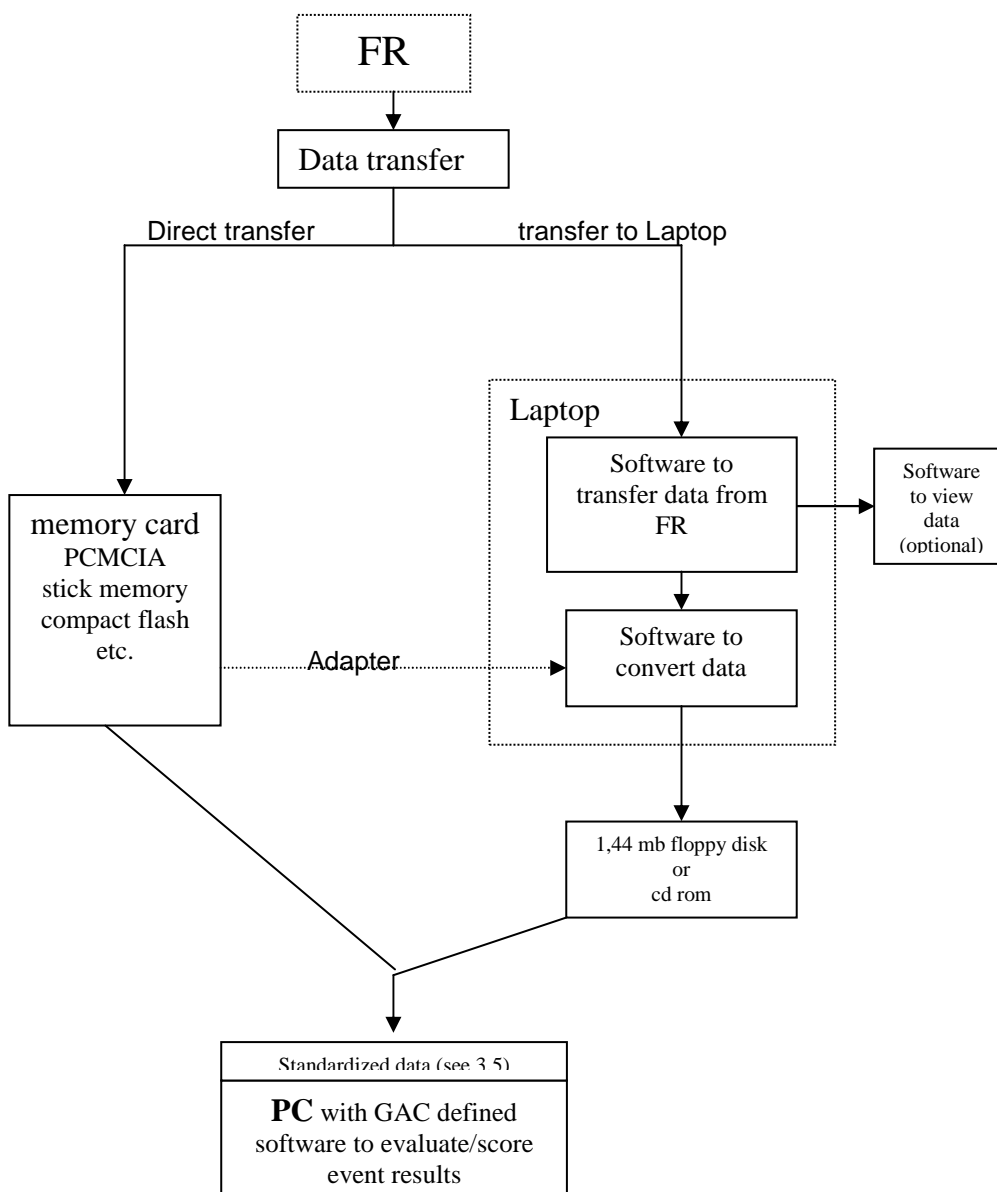 FR
Data transfer
Direct transfer
transfer to Laptop
Laptop
Software to
transfer data from
FR
Software
to view
data
(optional)
memory card
PCMCIA
stick memory
compact flash
etc.
Adapter
Software to
convert data
1,44 mb floppy disk
or
cd rom
Standardized data (see 3.5)
PC with GAC defined
software to evaluate/score
event results